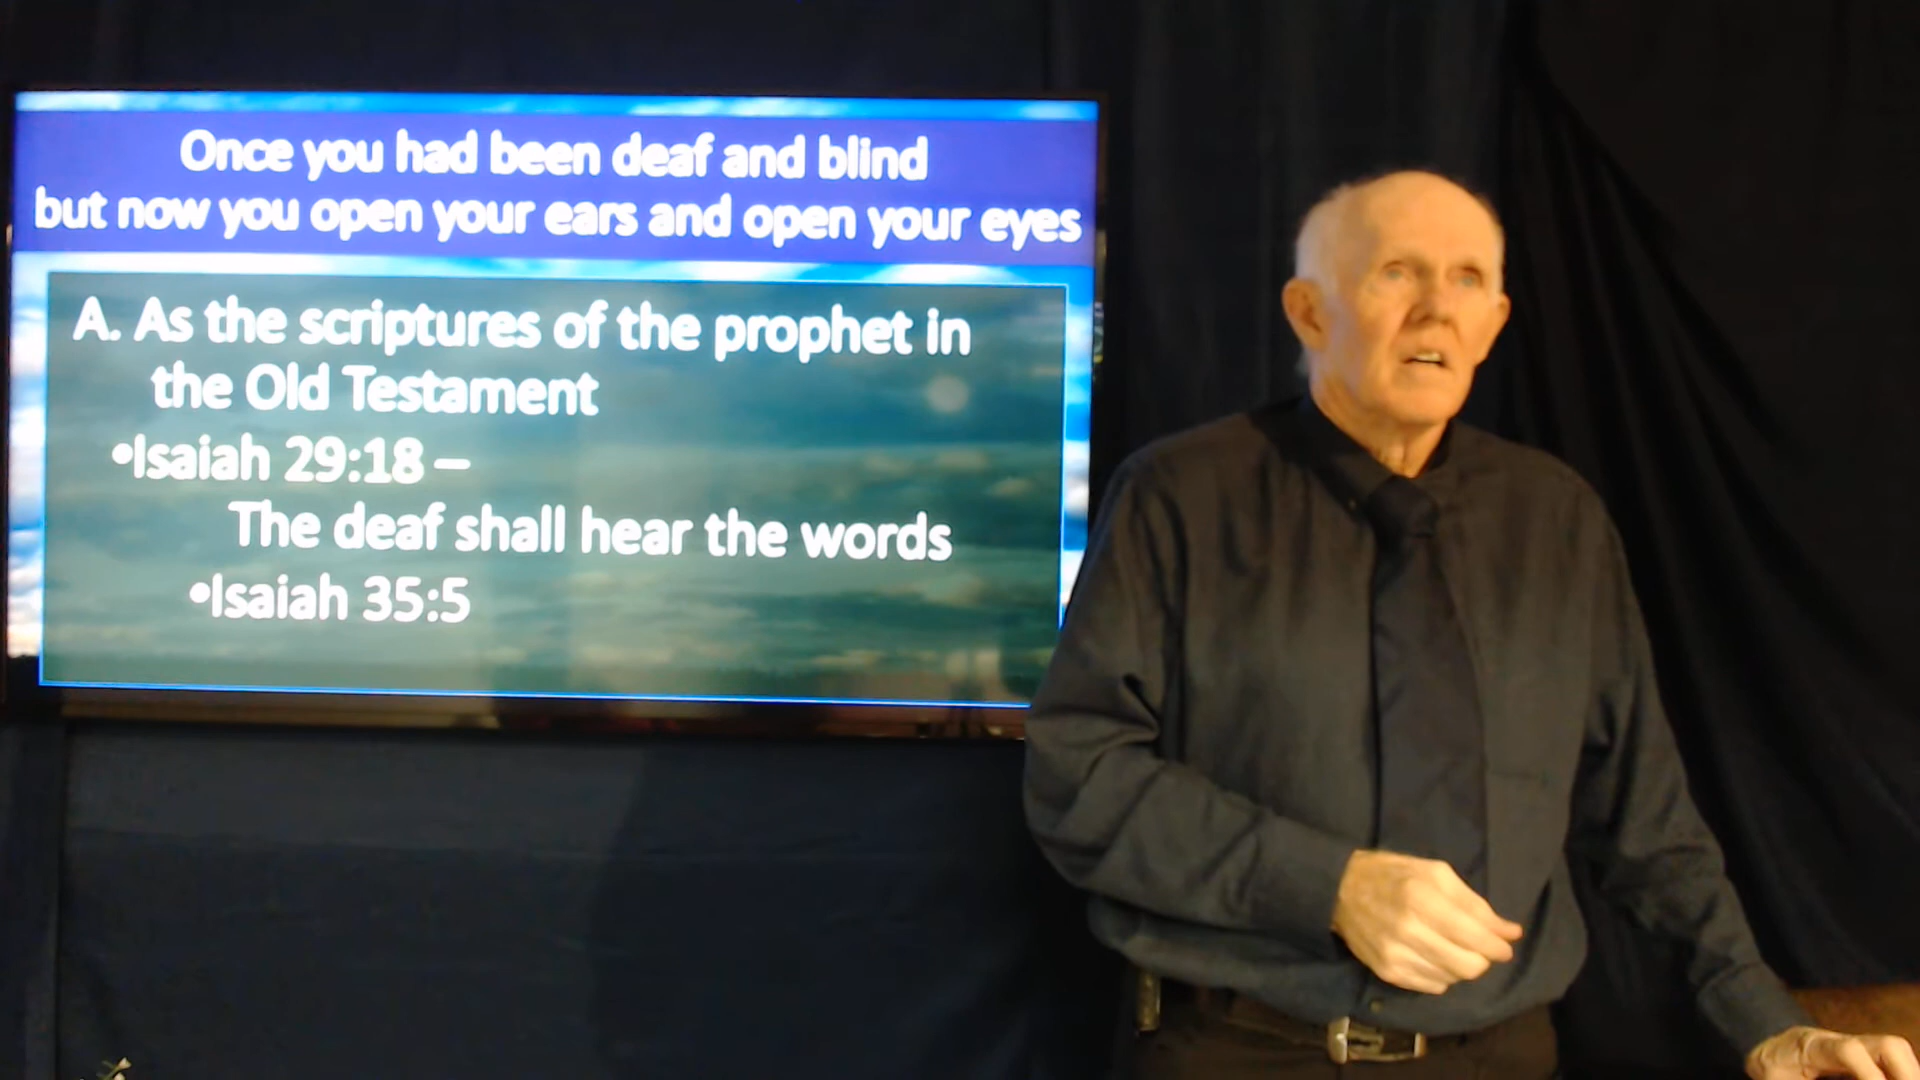 Once you had been deaf and blind
but now you open your ears and open your eyes
A. As the scriptures of the prophet in
the Old Testament
•Isaiah 29:18 –
The deaf shall hear the words
•Isaiah 35:5